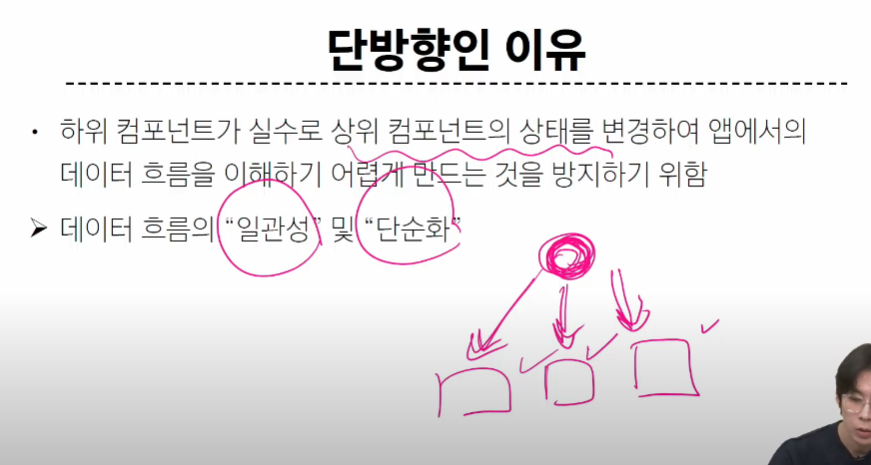 단방향인 이유
• 하위 컴포넌트가 실수로 상위 컴포넌트의 상태를 변경하여 앱에서의
데이터 흐름을 이해하기 어렵게 만드는 것을 방지하기 위함
➤ 데이터 흐름의 “일관성” 및 “단순화”